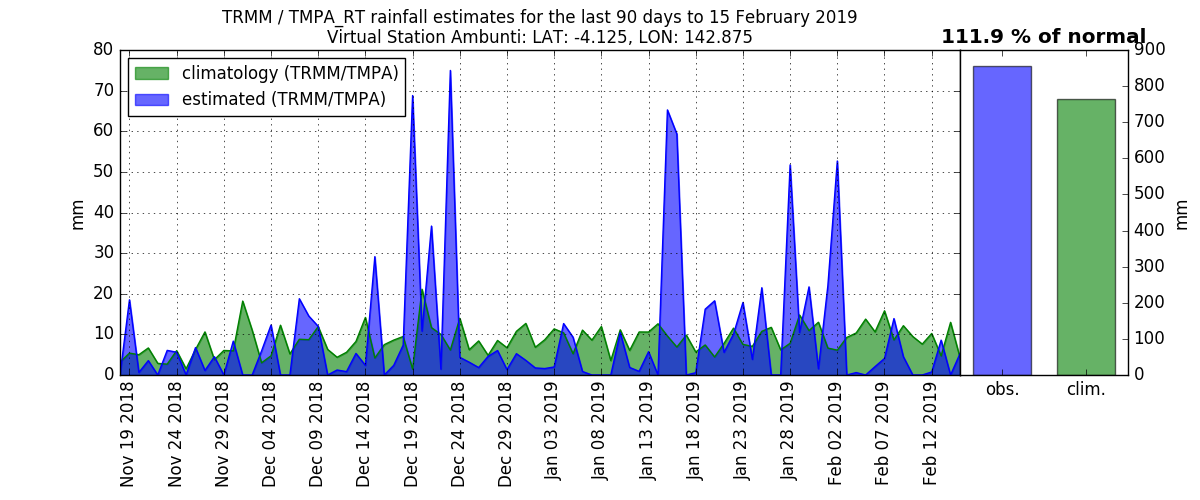 TRMM / TMPA_RT rainfall estimates for the last 90 days to 15 February 2019
Virtual Station Ambunti: LAT: -4.125, LON: 142.875
111.9 % of normal
climatology (TRMM/TMPA)
estimated (TRMM/TMPA)
80
70
60
50
40
30
20
10
0
mm
Nov 19 2018
Nov 24 2018
Nov 29 2018
Dec 04 2018
Dec 09 2018
Dec 14 2018
Dec 19 2018
Dec 24 2018
Dec 29 2018
Jan 03 2019
Jan 08 2019
Jan 13 2019
Jan 18 2019
Jan 23 2019
Jan 28 2019
Feb 02 2019
Feb 07 2019
Feb 12 2019
900
800
700
600
500
400
300
200
100
0
mm
obs.
clim.